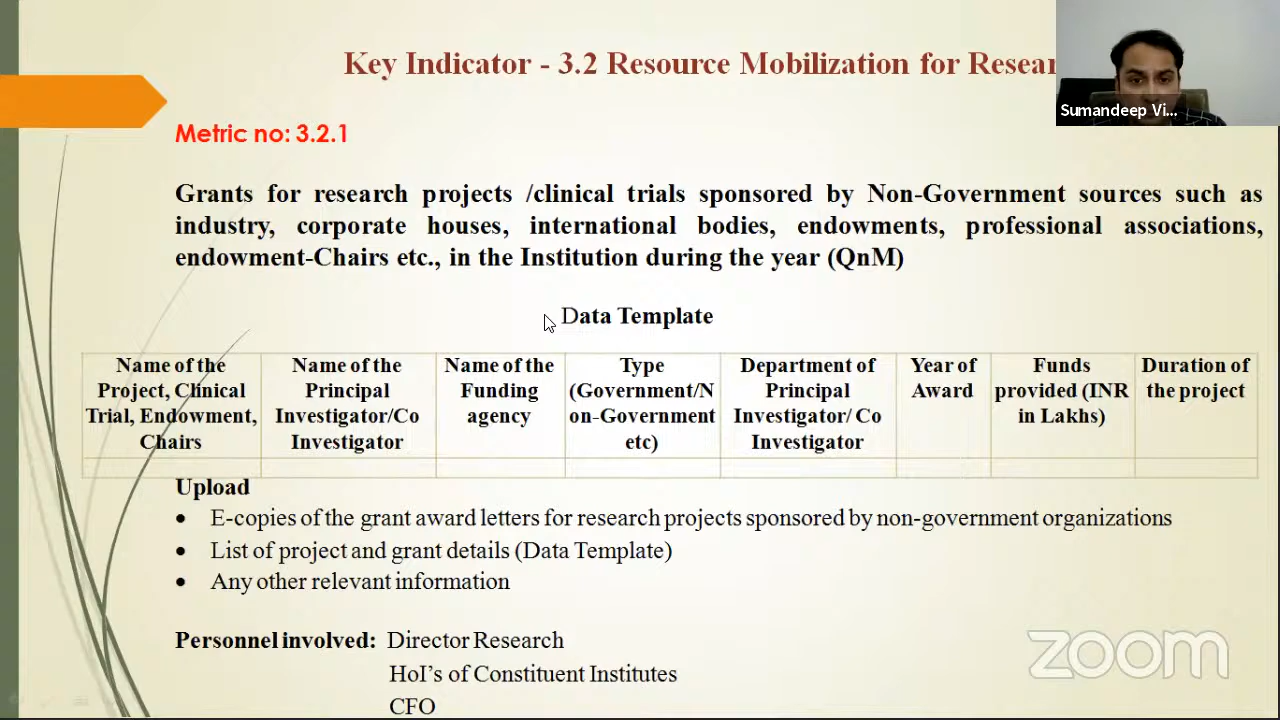 Key Indicator - 3.2 Resource Mobilization for Resear
Sumandeep Vi...
Metric no: 3.2.1
Grants for research projects /clinical trials sponsored by Non-Government sources such as
industry, corporate houses, international bodies, endowments, professional associations,
endowment-Chairs etc., in the Institution during the year (QnM)
Data Template
Name of the
Project, Clinical
Trial, Endowment,
Chairs
Name of the
Principal
Investigator/Co
Investigator
Name of the
Funding
agency
Type
(Government/N
on-Government
etc)
Department of
Principal
Investigator/ Co
Investigator
Year of
Award
Funds
provided (INR
in Lakhs)
Duration of
the project
Upload
• E-copies of the grant award letters for research projects sponsored by non-government organizations
• List of project and grant details (Data Template)
• Any other relevant information
Personnel involved: Director Research
HoI's of Constituent Institutes
CFO
zoom